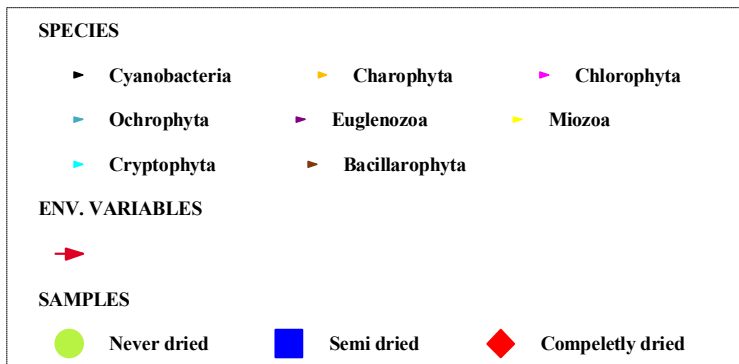 SPECIES
Cyanobacteria Charophyta Chlorophyta
Ochrophyta Euglenozoa Miozoa
Cryptophyta Bacillarophyta
ENV. VARIABLES
SAMPLES
Never dried Semi dried Compeletly dried